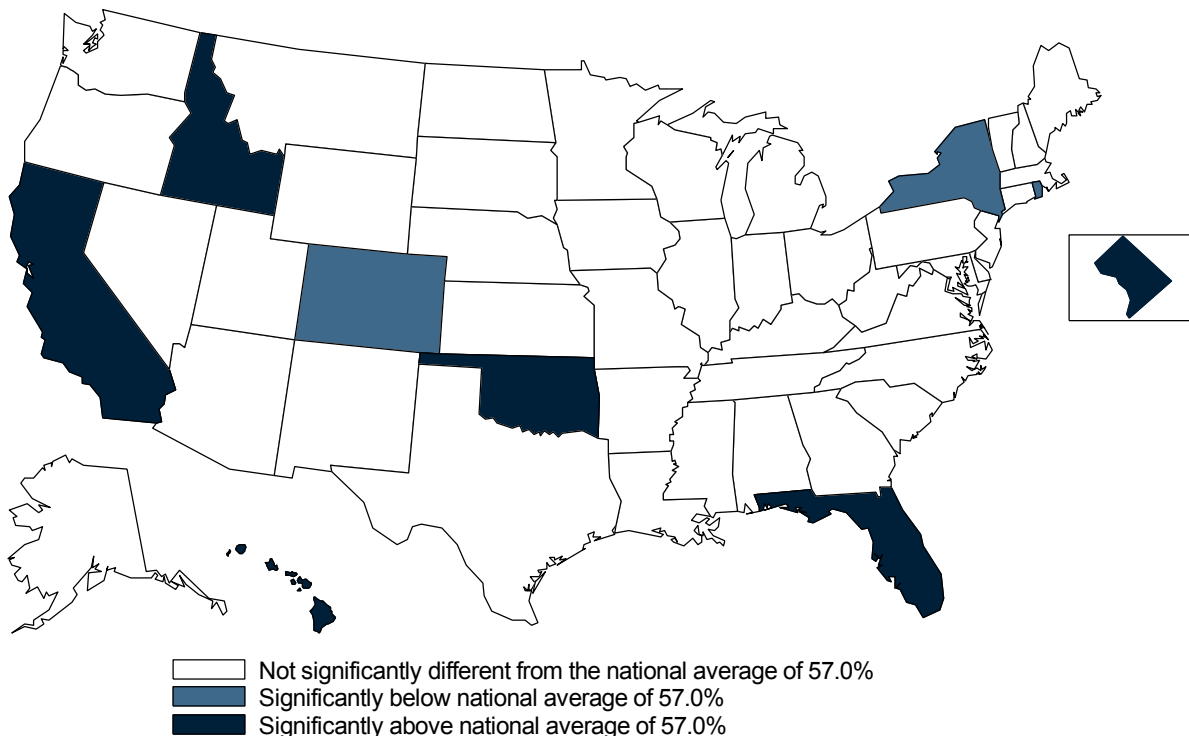 Not significantly different from the national average of 57.0%
Significantly below national average of 57.0%
Significantly above national average of 57.0%